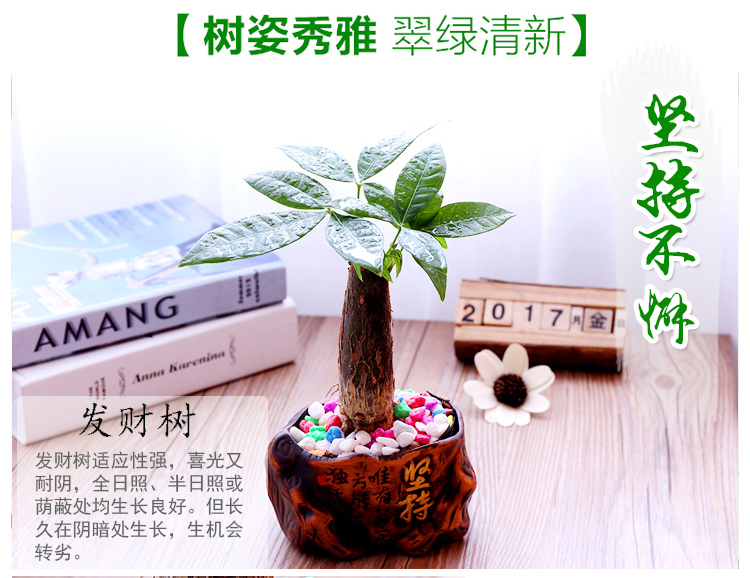 【树姿秀雅 翠绿清新】
坚持不懈
AMANG
Anna Karenina
2017月金日
发财树
发财树适应性强，喜光又
耐阴，全日照、半日照或
荫蔽处均生长良好。但长
久在阴暗处生长，生机会
转劣。
坚持